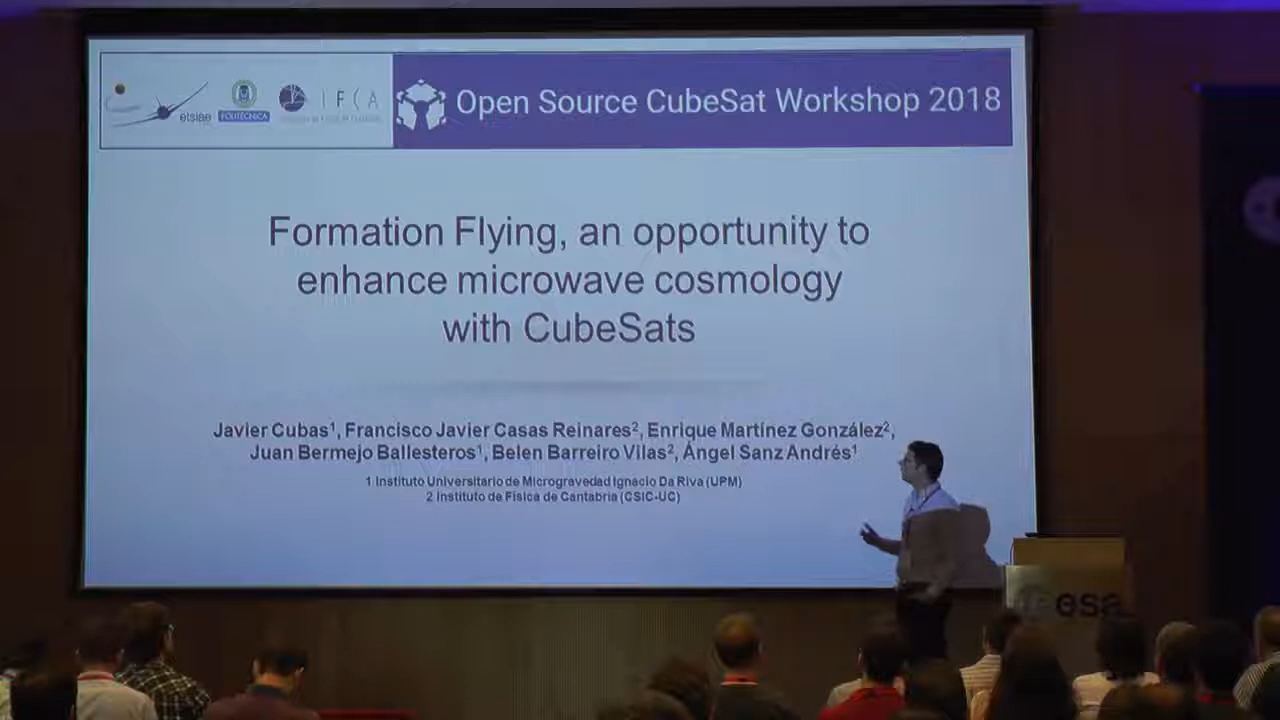 etsiae
POLITÉCNICA
IFCA
Open Source CubeSat Workshop 2018
Formation Flying, an opportunity to
enhance microwave cosmology
with CubeSats
Javier Cubas¹, Francisco Javier Casas Reinares², Enrique Martínez González²,
Juan Bermejo Ballesteros¹, Belen Barreiro Vilas², Ángel Sanz Andrés¹
1 Instituto Universitario de Microgravedad Ignacio Da Riva (UPM)
2 Instituto de Física de Cantabria (CSIC-UC)
esa